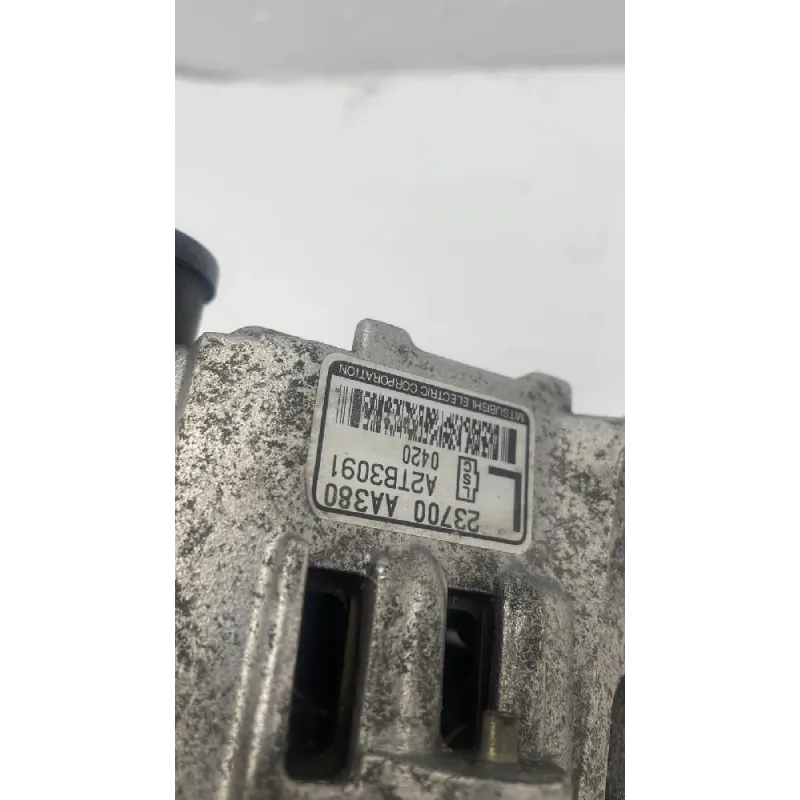 23700 AA380
A2TB3091
0420
L
S
C
L
MITSUBISHI ELECTRIC CORPORATION